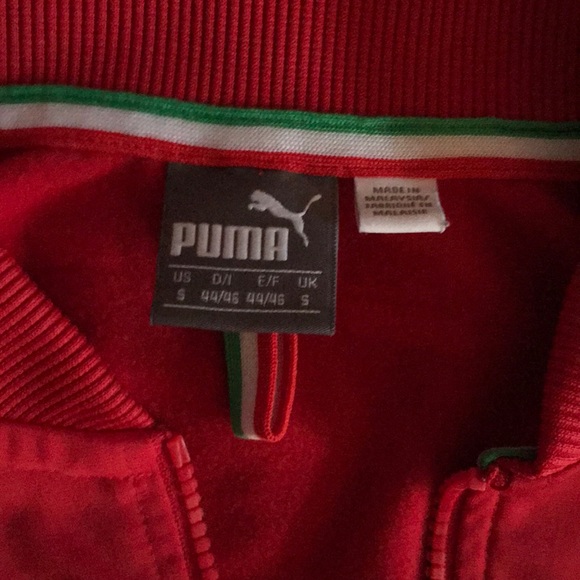 PUMA
US D/I E/F UK
S 44/46 44/46 S
MADE IN
MALAYSIA/
FABRIQUÉ EN
MALAISIE